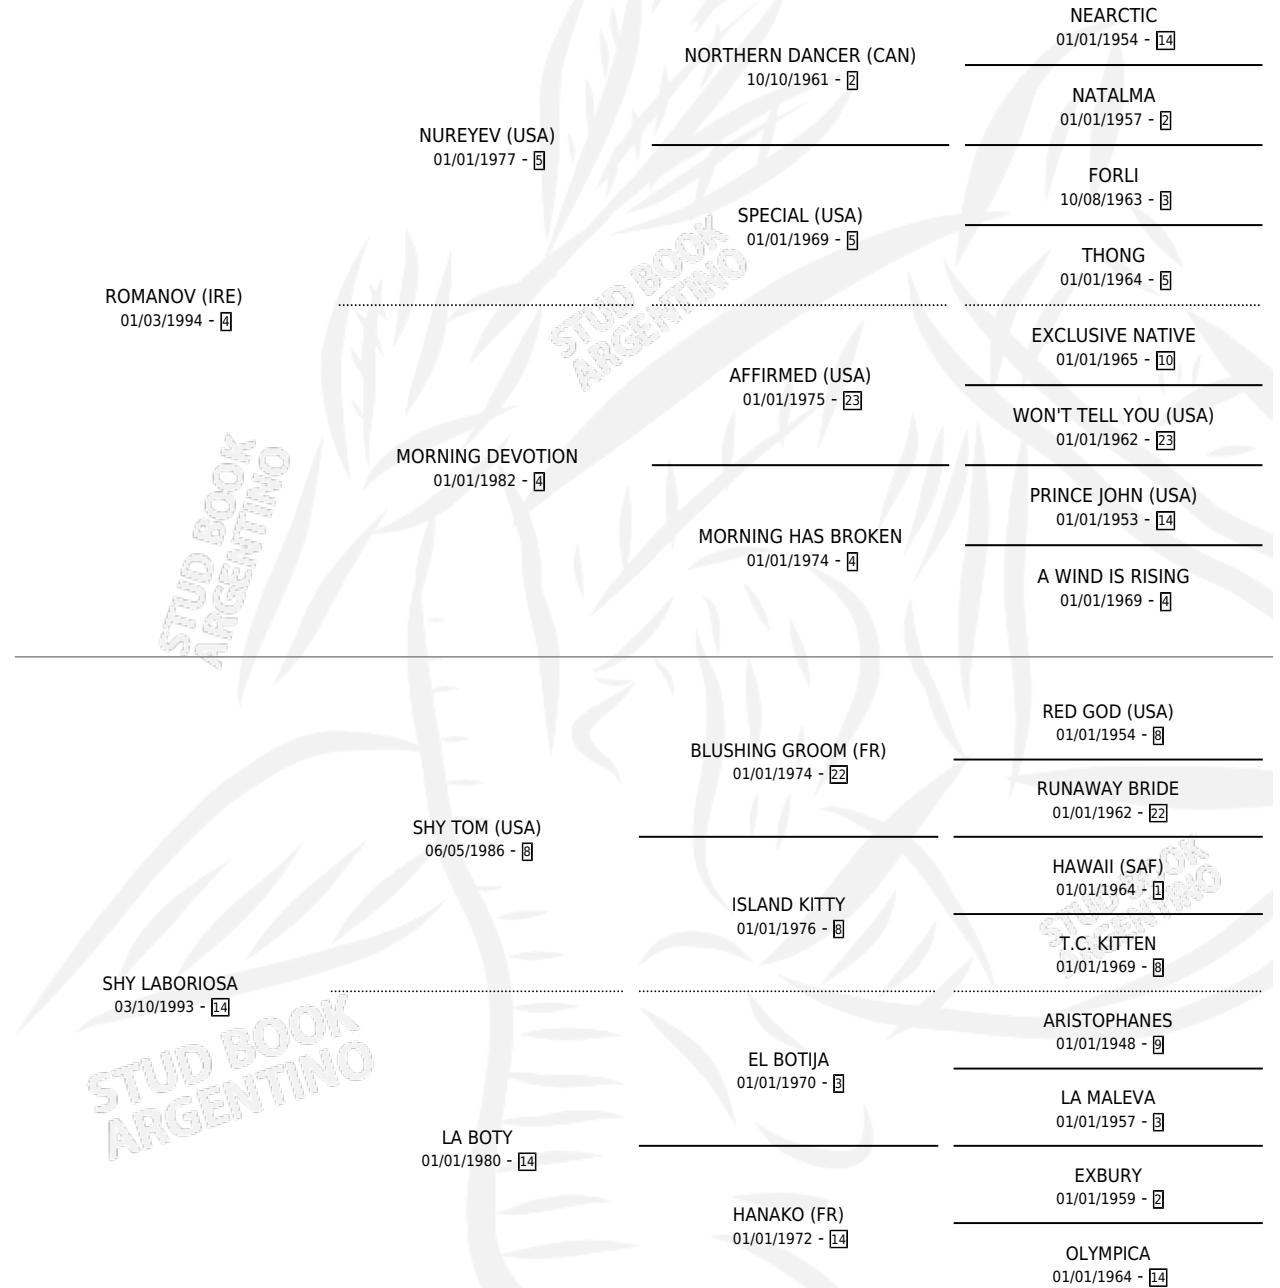 NEARCTIC
01/01/1954 - 14
NORTHERN DANCER (CAN)
10/10/1961 - 2
NATALMA
01/01/1957 - 2
NUREYEV (USA)
01/01/1977 - 5
FORLI
10/08/1963 - 3
SPECIAL (USA)
01/01/1969 - 5
THONG
01/01/1964 - 5
ROMANOV (IRE)
01/03/1994 - 4
STUD BOOK
ARGENTINO
EXCLUSIVE NATIVE
01/01/1965 - 10
AFFIRMED (USA)
01/01/1975 - 23
WON'T TELL YOU (USA)
01/01/1962 - 23
MORNING DEVOTION
01/01/1982 - 4
PRINCE JOHN (USA)
01/01/1953 - 14
MORNING HAS BROKEN
01/01/1974 - 4
A WIND IS RISING
01/01/1969 - 4
STUD BOOK
ARGENTINO
RED GOD (USA)
01/01/1954 - 8
BLUSHING GROOM (FR)
01/01/1974 - 22
RUNAWAY BRIDE
01/01/1962 - 22
SHY TOM (USA)
06/05/1986 - 8
HAWAII (SAF)
01/01/1964 - 1
ISLAND KITTY
01/01/1976 - 8
T.C. KITTEN
01/01/1969 - 8
STUD BOOK
ARGENTINO
SHY LABORIOSA
03/10/1993 - 14
ARISTOPHANES
01/01/1948 - 9
EL BOTIJA
01/01/1970 - 3
LA MALEVA
01/01/1957 - 3
STUD BOOK
ARGENTINO
LA BOTY
01/01/1980 - 14
EXBURY
01/01/1959 - 2
HANAKO (FR)
01/01/1972 - 14
OLYMPICA
01/01/1964 - 14